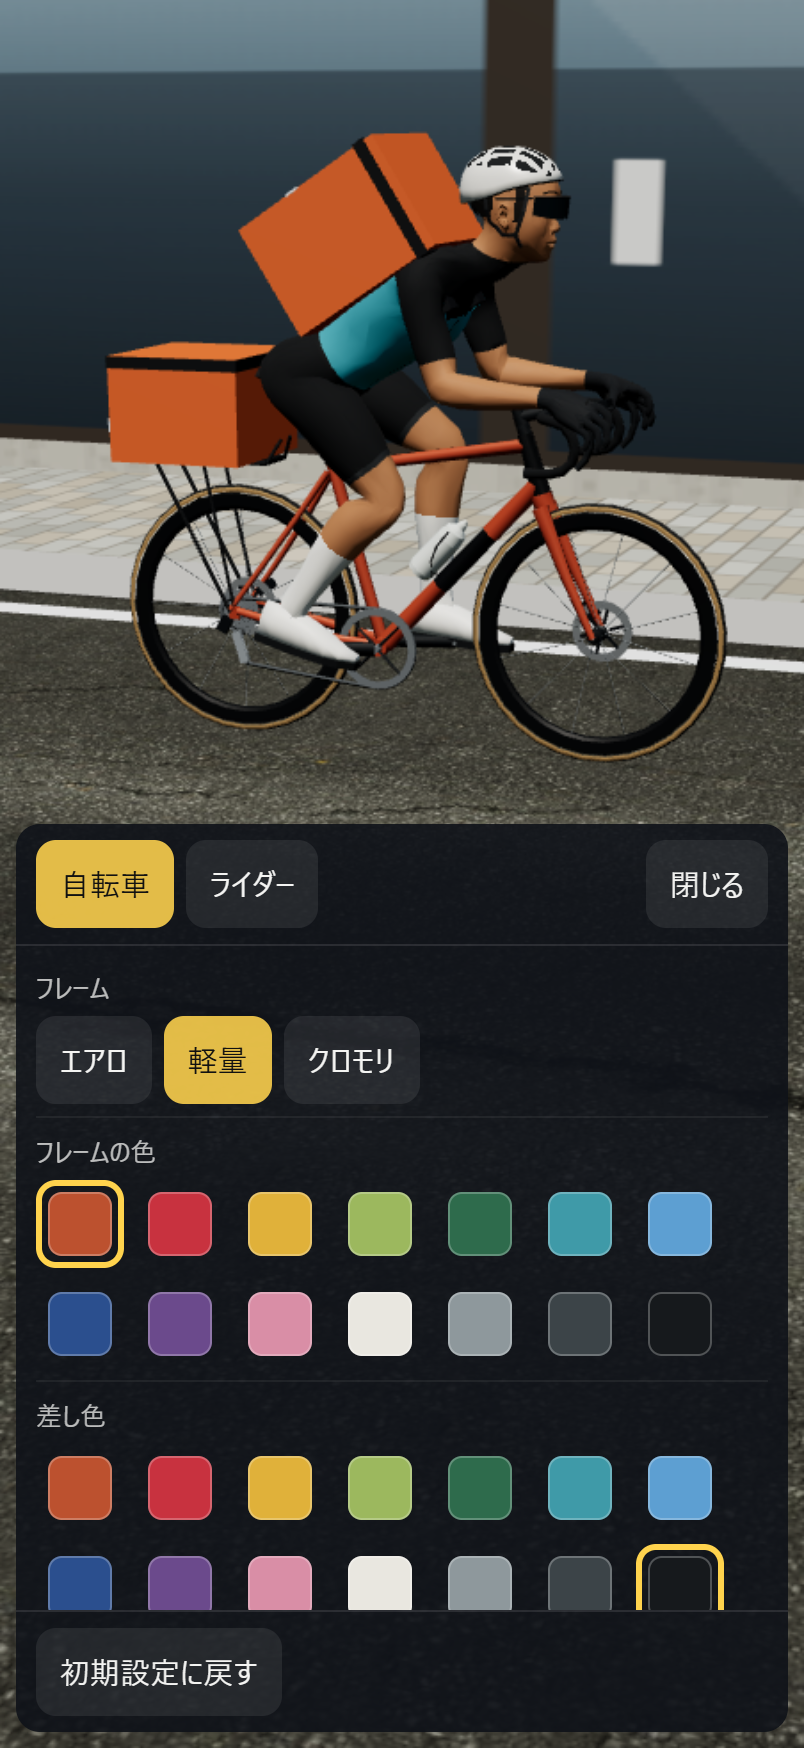 自転車
ライダー
閉じる
フレーム
エアロ
軽量
クロモリ
フレームの色
差し色
初期設定に戻す